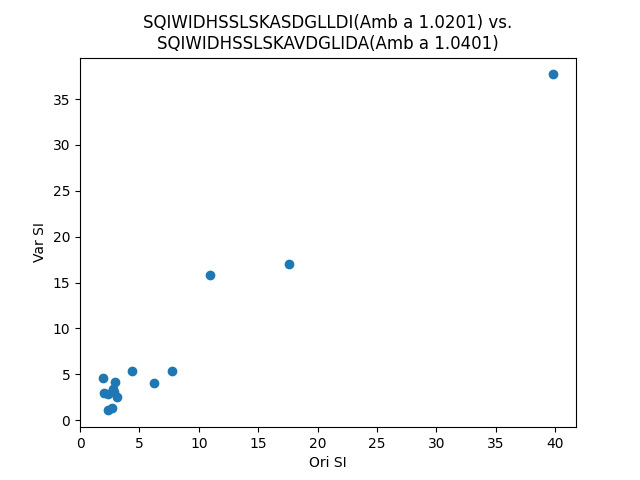 SQIWIDHSSLSKASDGLLDI(Amb a 1.0201) vs.
SQIWIDHSSLSKAVDGLIDA(Amb a 1.0401)
35
30
25
20
15
10
5
0
Var SI
0 5 10 15 20 25 30 35 40
Ori SI